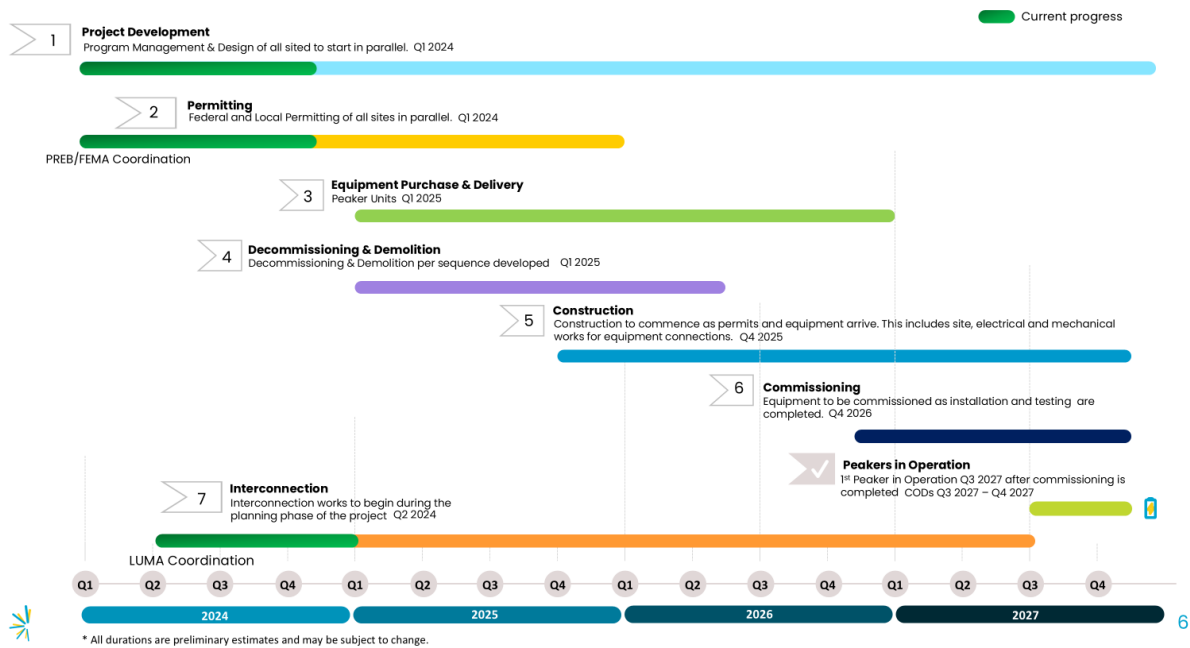 Current progress
1
Project Development
Program Management & Design of all sited to start in parallel. Q1 2024
2
Permitting
Federal and Local Permitting of all sites in parallel. Q1 2024
PREB/FEMA Coordination
3
Equipment Purchase & Delivery
Peaker Units Q1 2025
4
Decommissioning & Demolition
Decommissioning & Demolition per sequence developed Q1 2025
5
Construction
Construction to commence as permits and equipment arrive. This includes site, electrical and mechanical
works for equipment connections. Q4 2025
6
Commissioning
Equipment to be commissioned as installation and testing are
completed. Q4 2026
Peakers in Operation
1st Peaker in Operation Q3 2027 after commissioning is
completed CODs Q3 2027 – Q4 2027
7
Interconnection
Interconnection works to begin during the
planning phase of the project Q2 2024
LUMA Coordination
Q1 Q2 Q3 Q4 Q1 Q2 Q3 Q4 Q1 Q2 Q3 Q4 Q1 Q2 Q3 Q4
2024 2025 2026 2027
6
* All durations are preliminary estimates and may be subject to change.